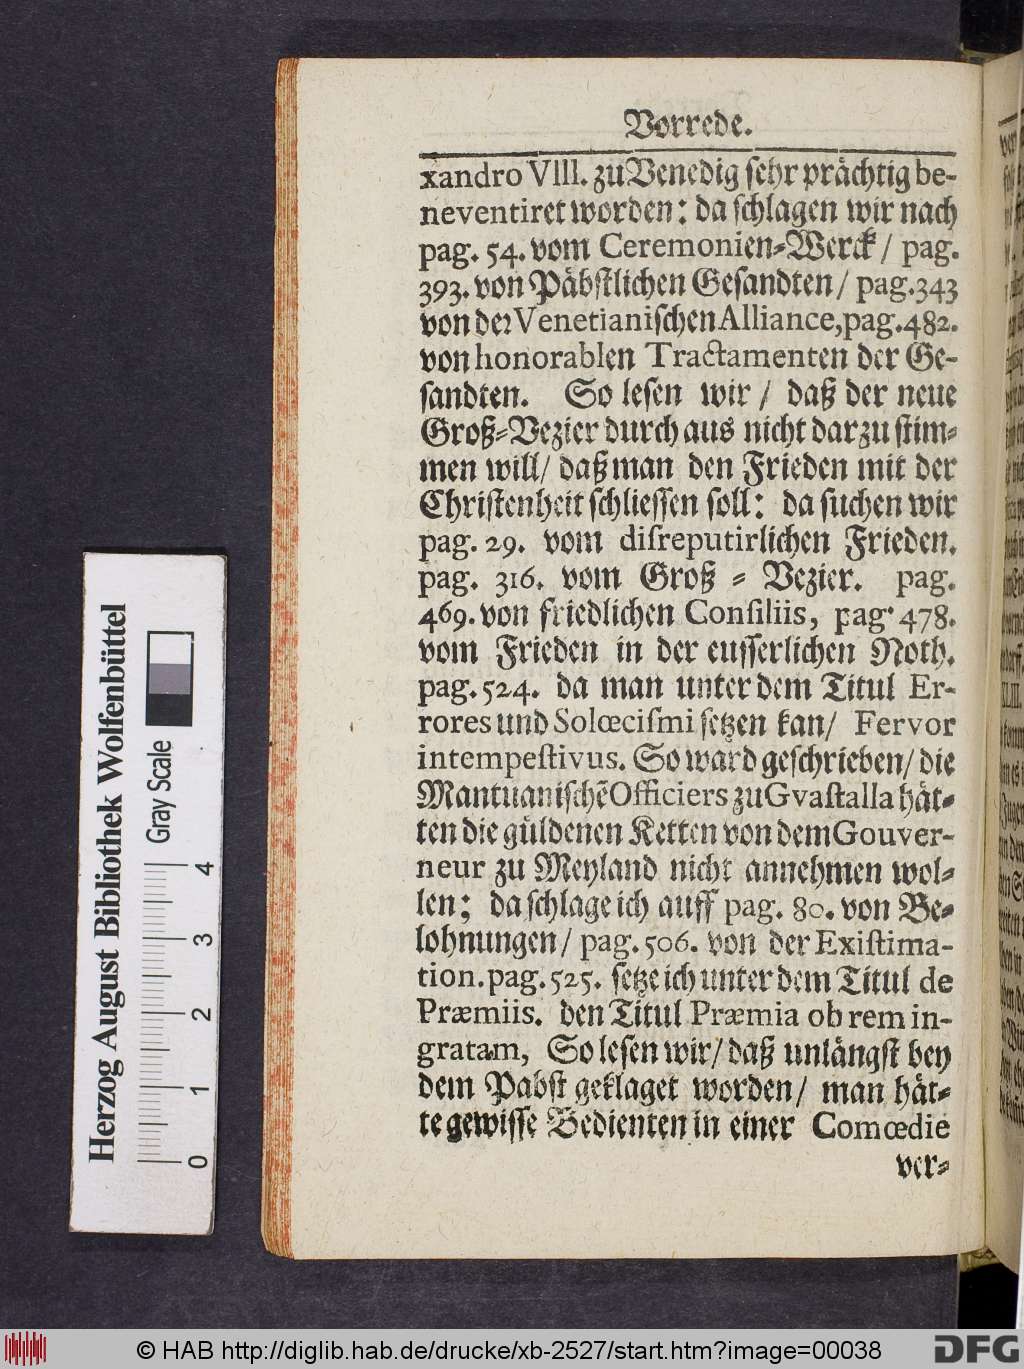 Vorrede.
xandro Vlll. zu Venedig sehr prächtig be-
neventiret worden: da schlagen wir nach
pag. 54. vom Ceremonien-Werck / pag.
393. von Päbstlichen Gesandten / pag. 343
von der Venetianischen Alliance, pag. 482.
von honorablen Tractamenten der Ge-
sandten. So lesen wir / daß der neue
Groß-Vezier durch aus nicht darzu stim-
men will / daß man den Frieden mit der
Christenheit schliessen soll: da suchen wir
pag. 29. vom disreputirlichen Frieden.
pag. 316. vom Groß - Vezier. pag.
469. von friedlichen Consiliis, pag. 478.
vom Frieden in der eusserlichen Noth.
pag. 524. da man unter dem Titul Er-
rores und Solœcismi setzen kan / Fervor
intempestivus. So ward geschrieben / die
Mantuanischẽ Officiers zu Gvastalla hät-
ten die güldenen Ketten von dem Gouver-
neur zu Meyland nicht annehmen wol-
len; da schlage ich auff pag. 80. von Be-
lohnungen / pag. 506. von der Existima-
tion. pag. 525. setze ich unter dem Titul de
Præmiis. den Titul Præmia ob rem in-
gratam, So lesen wir / daß unlängst bey
dem Pabst geklaget worden / man hät-
te gewisse Bedienten in einer Comœdie
ver-
Herzog August Bibliothek Wolfenbüttel
Gray Scale
0 1 2 3 4
© HAB http://diglib.hab.de/drucke/xb-2527/start.htm?image=00038
DFG